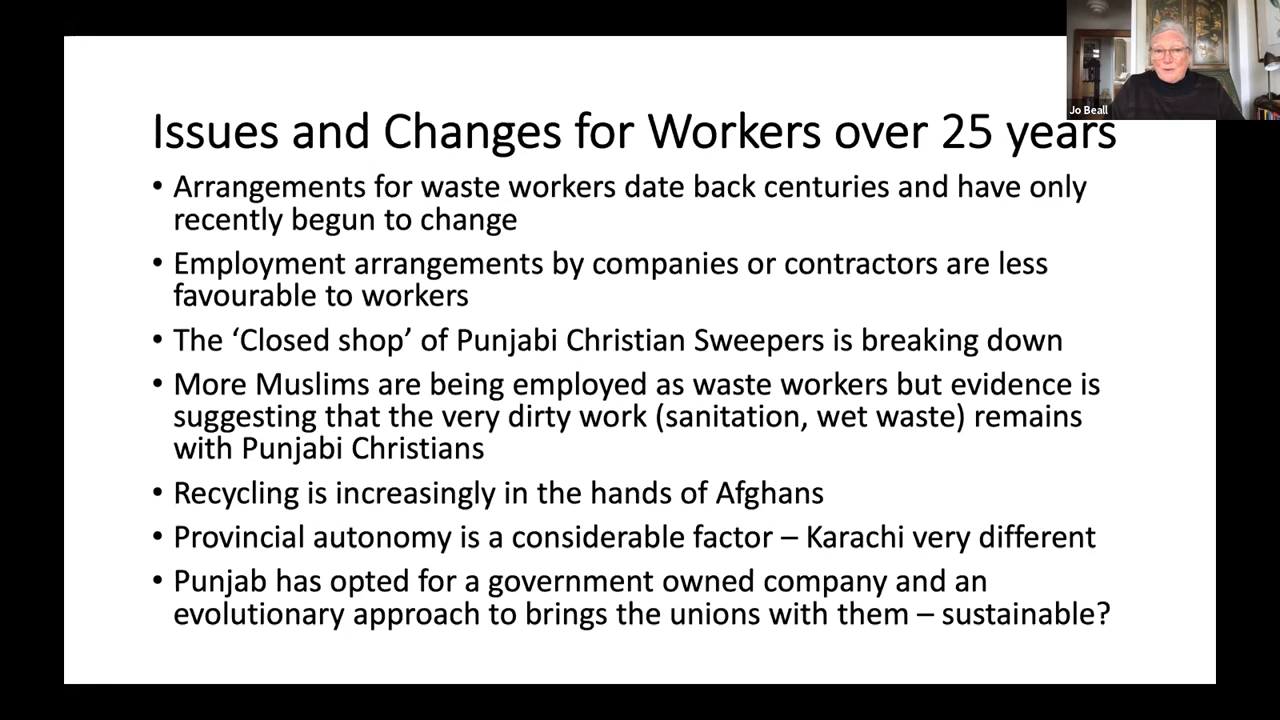 Jo Beall
Issues and Changes for Workers over 25 years
• Arrangements for waste workers date back centuries and have only
recently begun to change
• Employment arrangements by companies or contractors are less
favourable to workers
• The ‘Closed shop’ of Punjabi Christian Sweepers is breaking down
• More Muslims are being employed as waste workers but evidence is
suggesting that the very dirty work (sanitation, wet waste) remains
with Punjabi Christians
• Recycling is increasingly in the hands of Afghans
• Provincial autonomy is a considerable factor – Karachi very different
• Punjab has opted for a government owned company and an
evolutionary approach to brings the unions with them – sustainable?